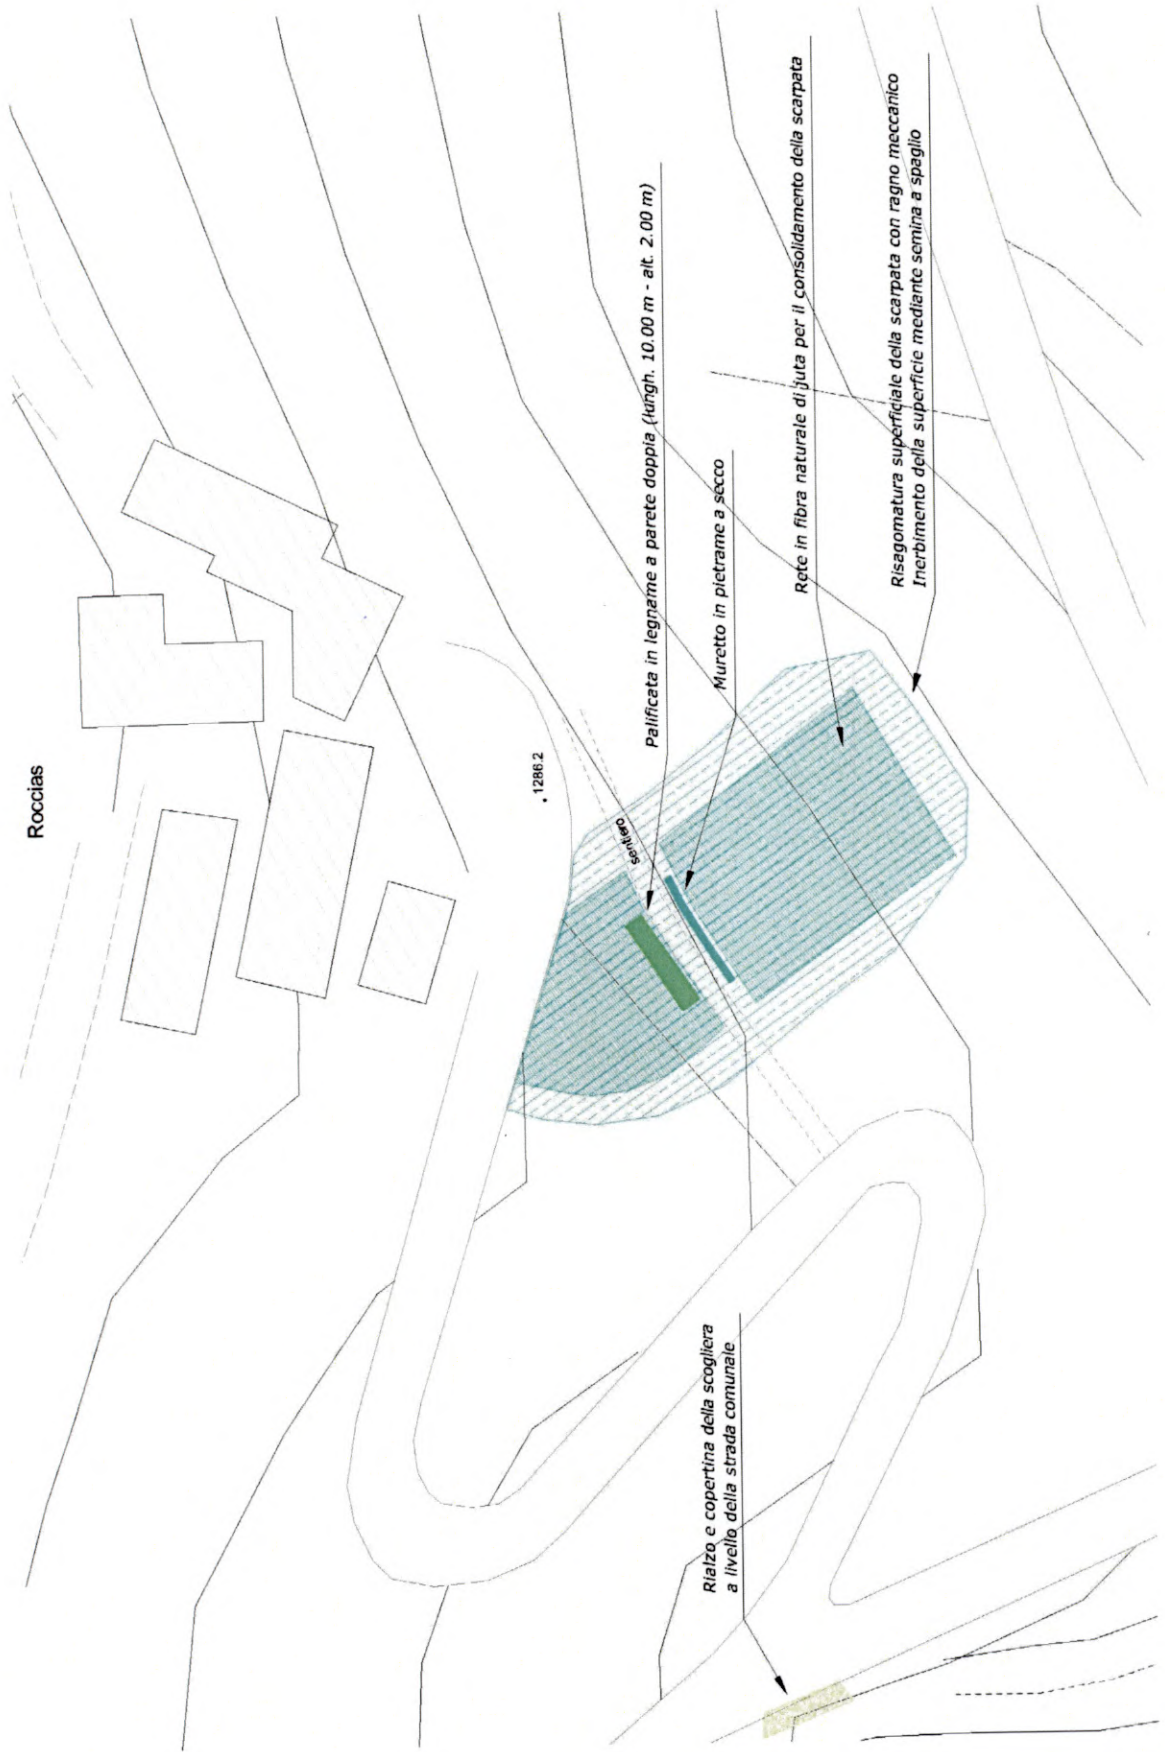 Roccias
.1286.2
sentiero
Palificata in legname a parete doppia (lungh. 10.00 m - alt. 2.00 m)
Muretto in pietrame a secco
Rete in fibra naturale di juta per il consolidamento della scarpata
Risagomatura superficiale della scarpata con ragno meccanico
Inerbimento della superficie mediante semina a spaglio
Rialzo e copertina della scogliera
a livello della strada comunale